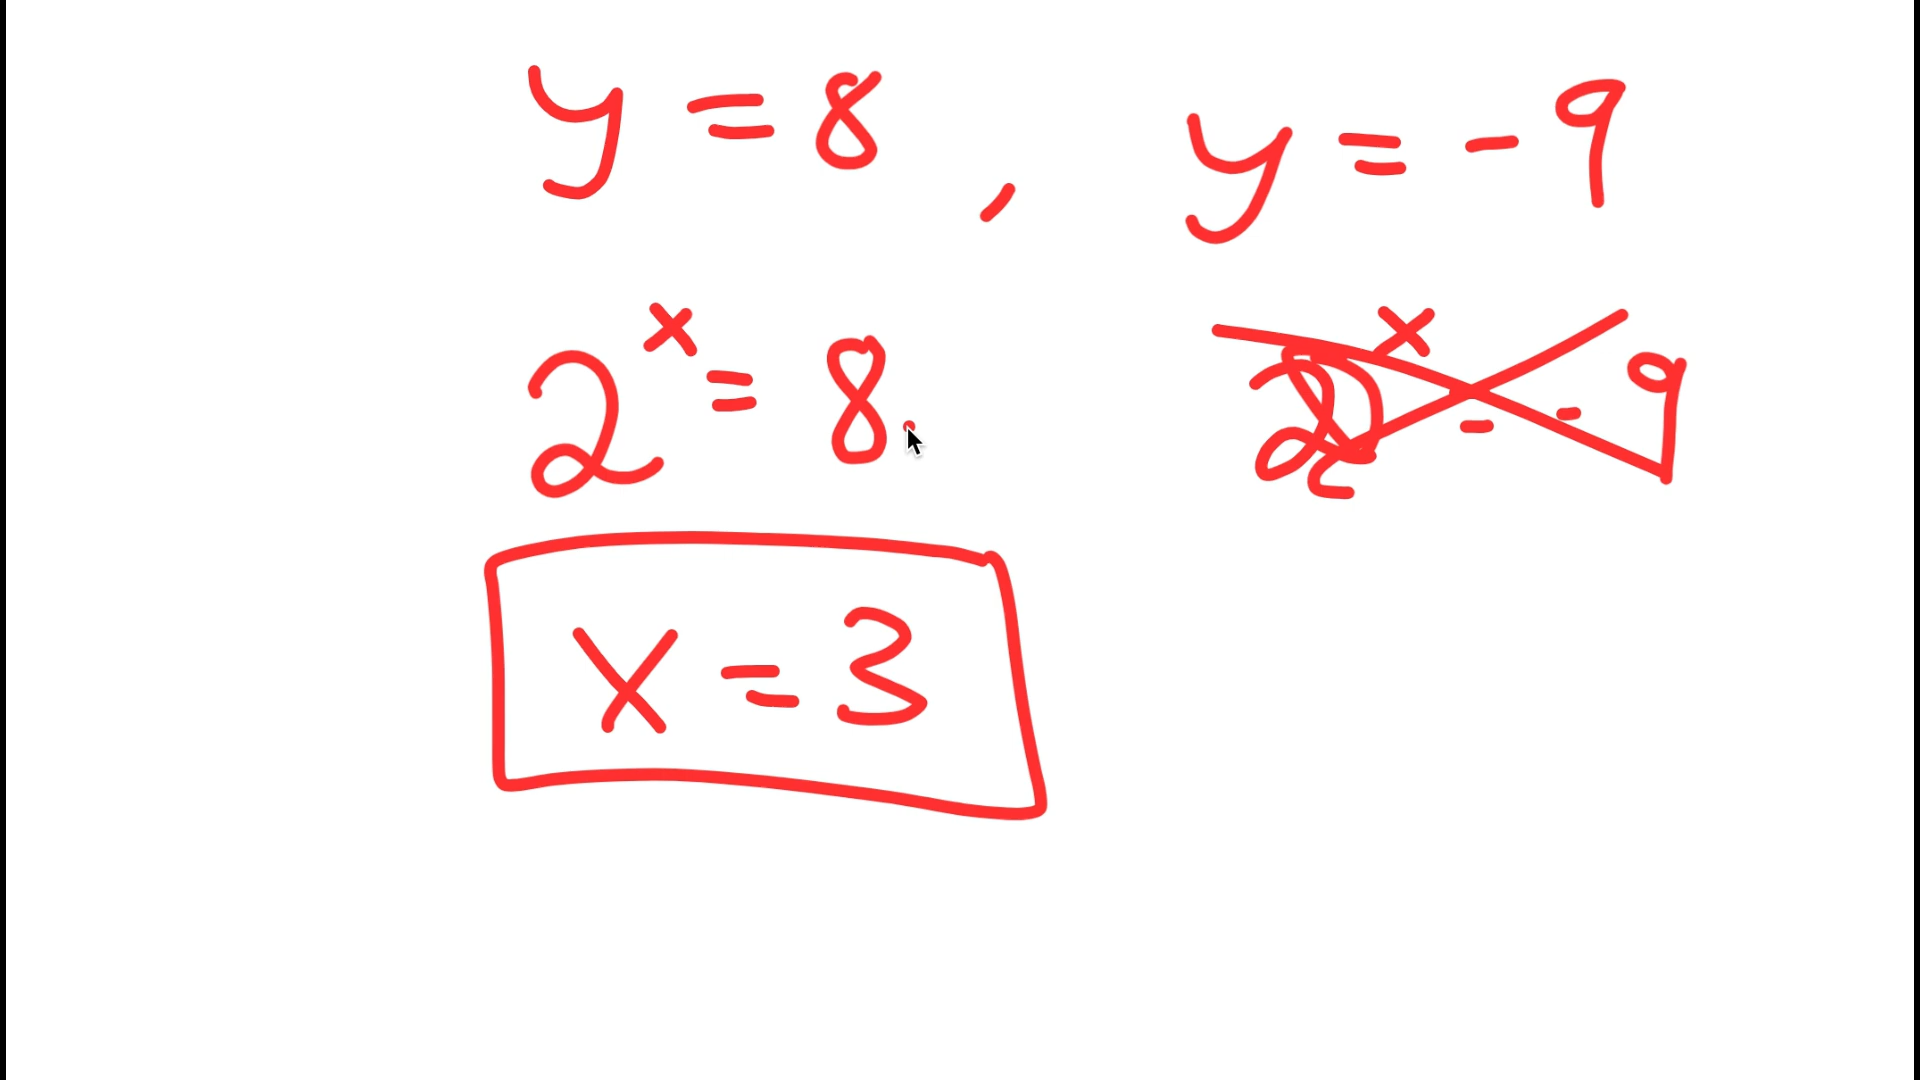 y = 8 , y = - 9
2^x = 8. 2^x = - 9
x = 3